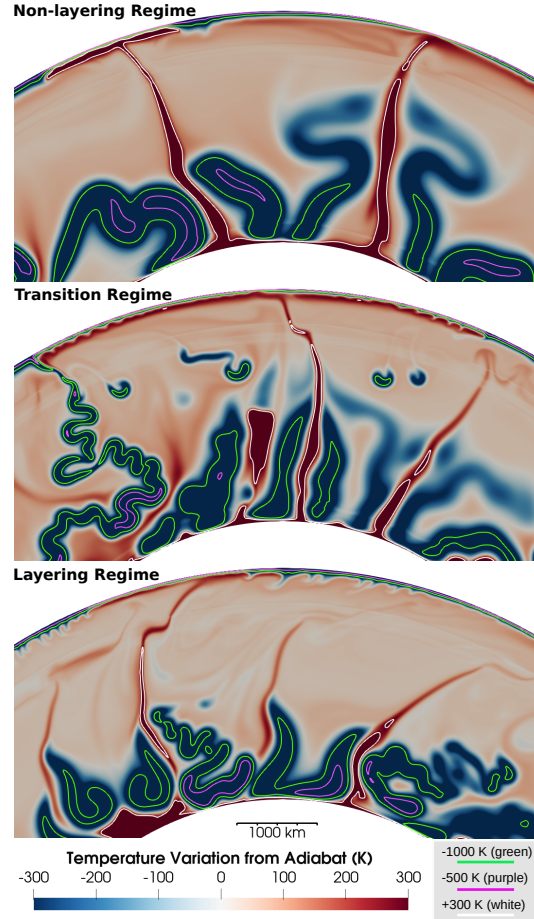 Non-layering Regime
Transition Regime
Layering Regime
1000 km
Temperature Variation from Adiabat (K)
-300 -200 -100 0 100 200 300
-1000 K (green)
-500 K (purple)
+300 K (white)